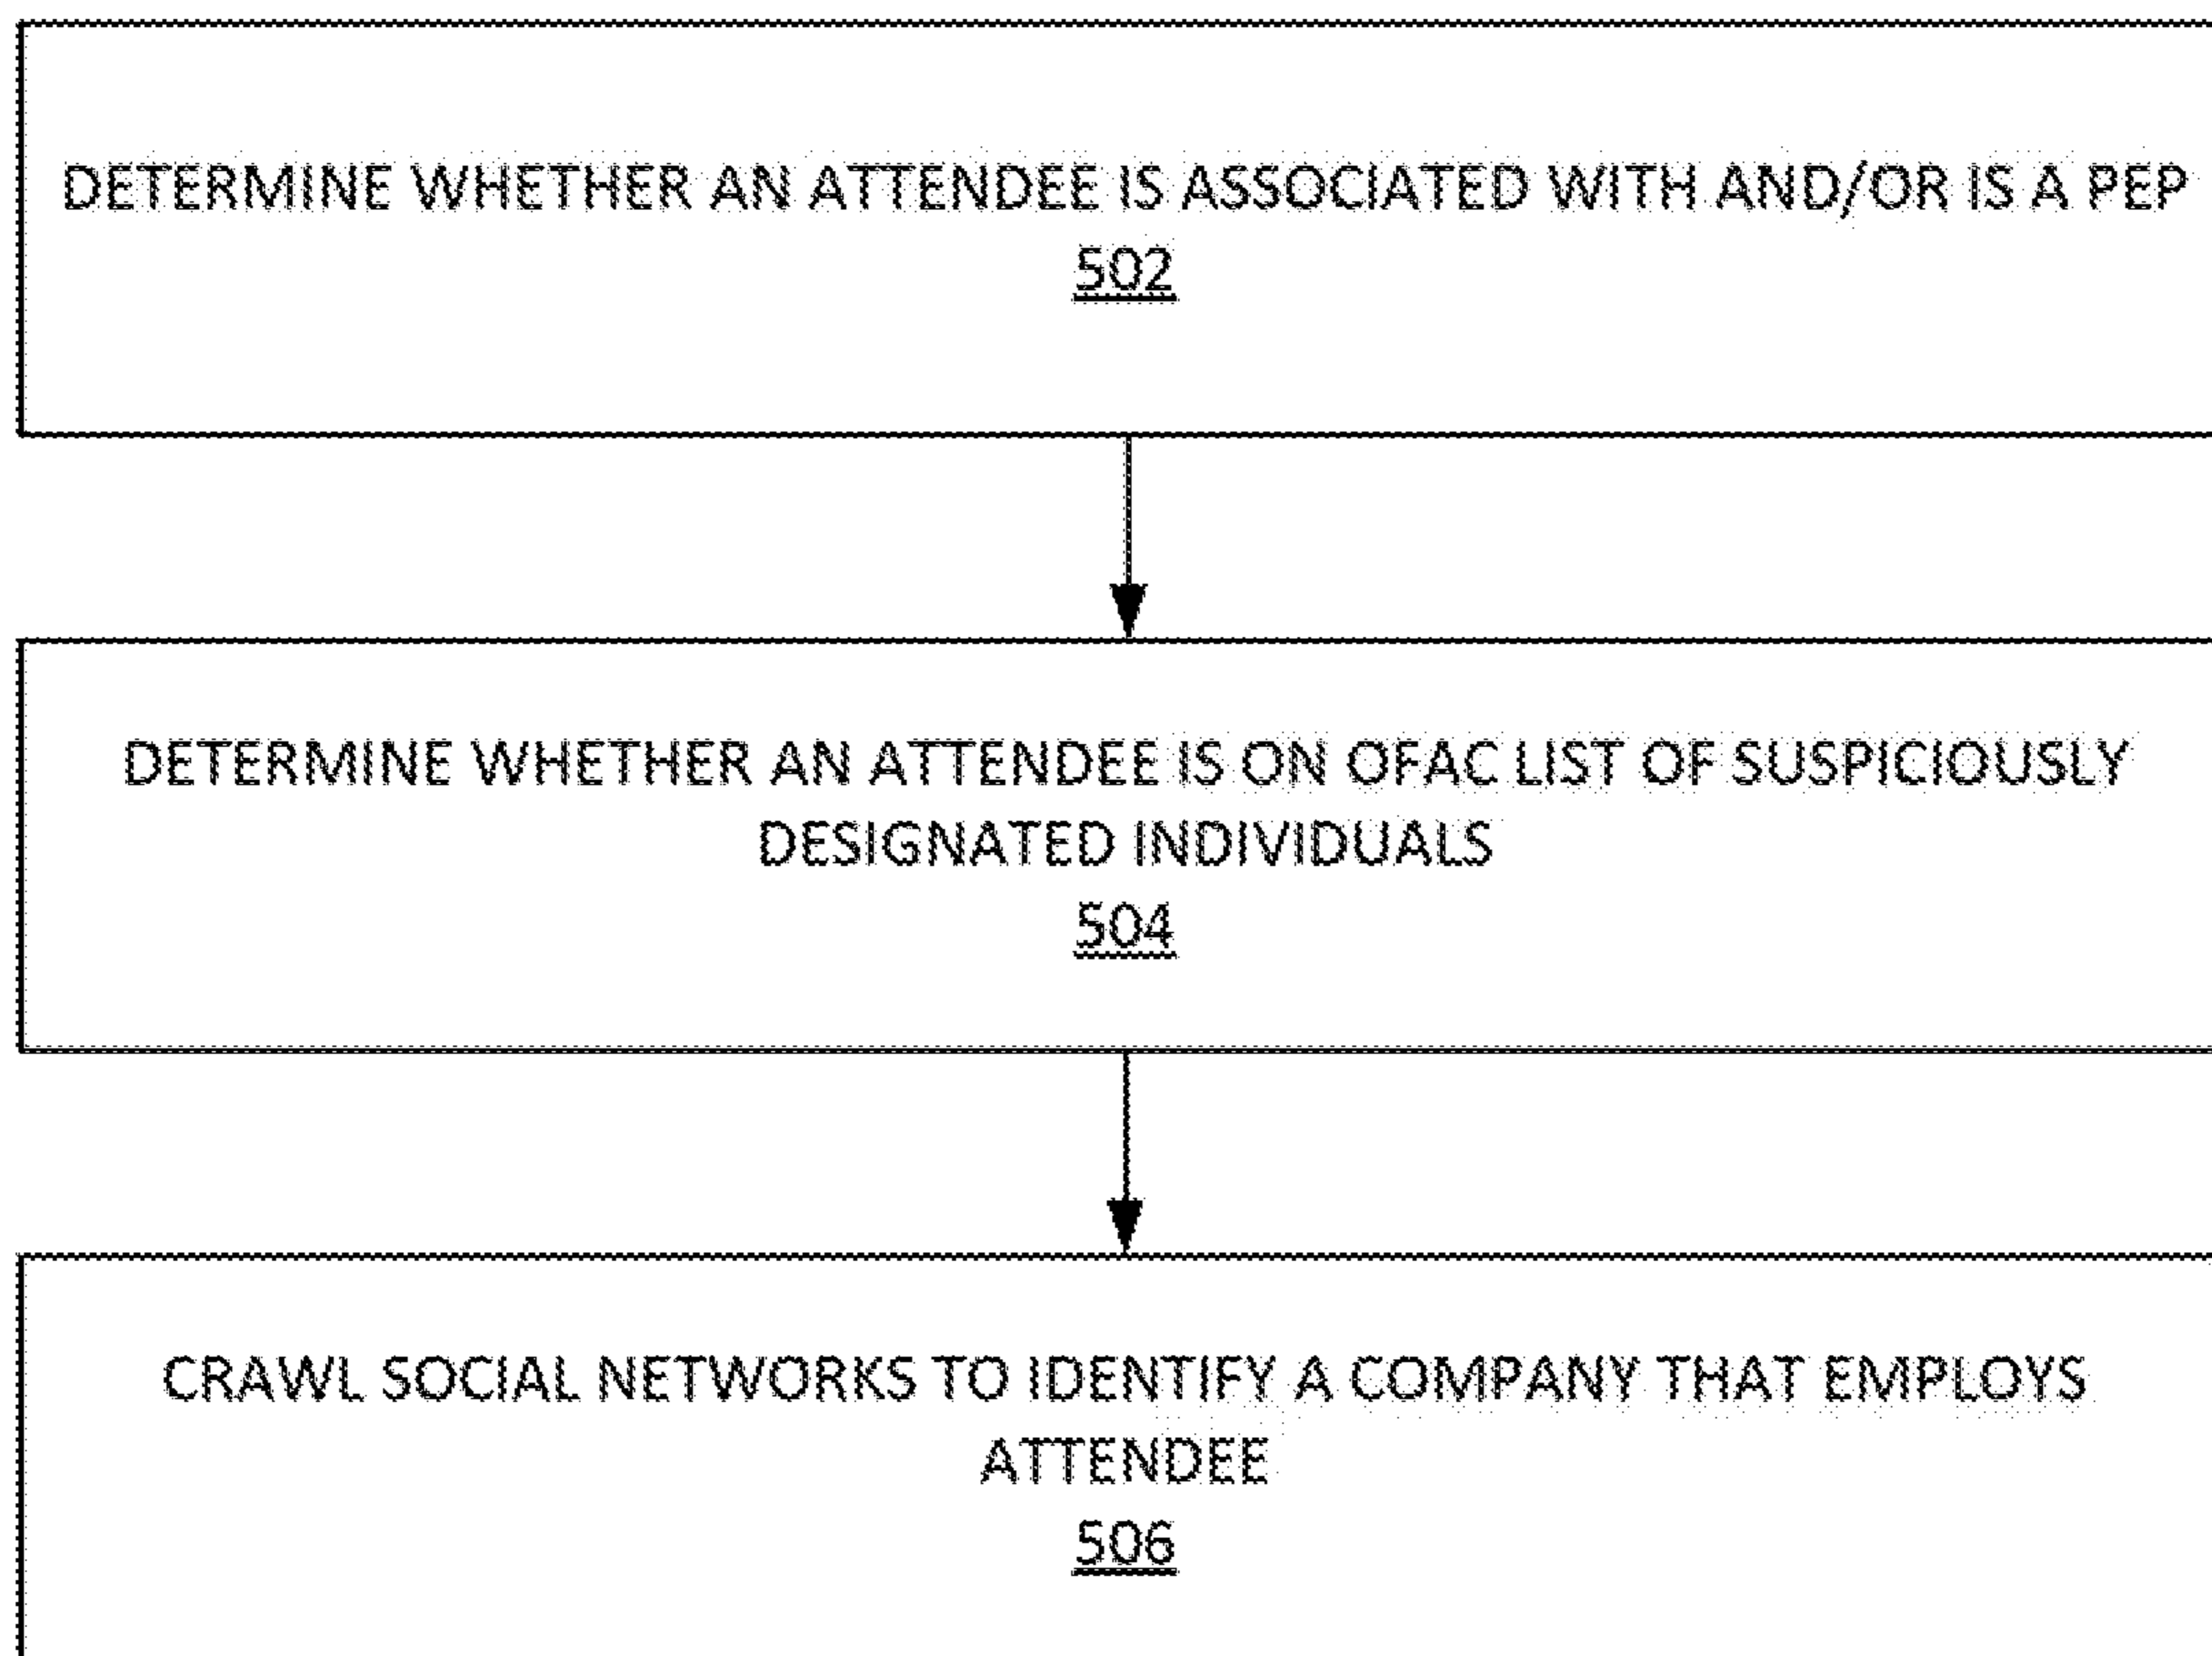 DETERMINE WHETHER AN ATTENDEE IS ASSOCIATED WITH AND/OR IS A PEP
502
DETERMINE WHETHER AN ATTENDEE IS ON OFAC LIST OF SUSPICIOUSLY
DESIGNATED INDIVIDUALS
504
CRAWL SOCIAL NETWORKS TO IDENTIFY A COMPANY THAT EMPLOYS
ATTENDEE
506